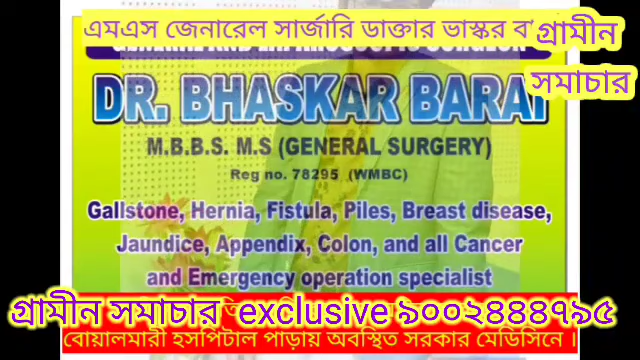 এমএস জেনারেল সার্জারি ডাক্তার ভাস্কর
গ্রামীন
সমাচার
DR. BHASKAR BARAI
M.B.B.S. M.S (GENERAL SURGERY)
Reg no. 78295 (WMBC)
Gallstone, Hernia, Fistula, Piles, Breast disease,
Jaundice, Appendix, Colon, and all Cancer
and Emergency operation specialist
গ্রামীন সমাচার exclusive ৯০০২৪৪৪৭৯৫
বোয়ালমারী হসপিটাল পাড়ায় অবস্থিত সরকার মেডিসিনে ।